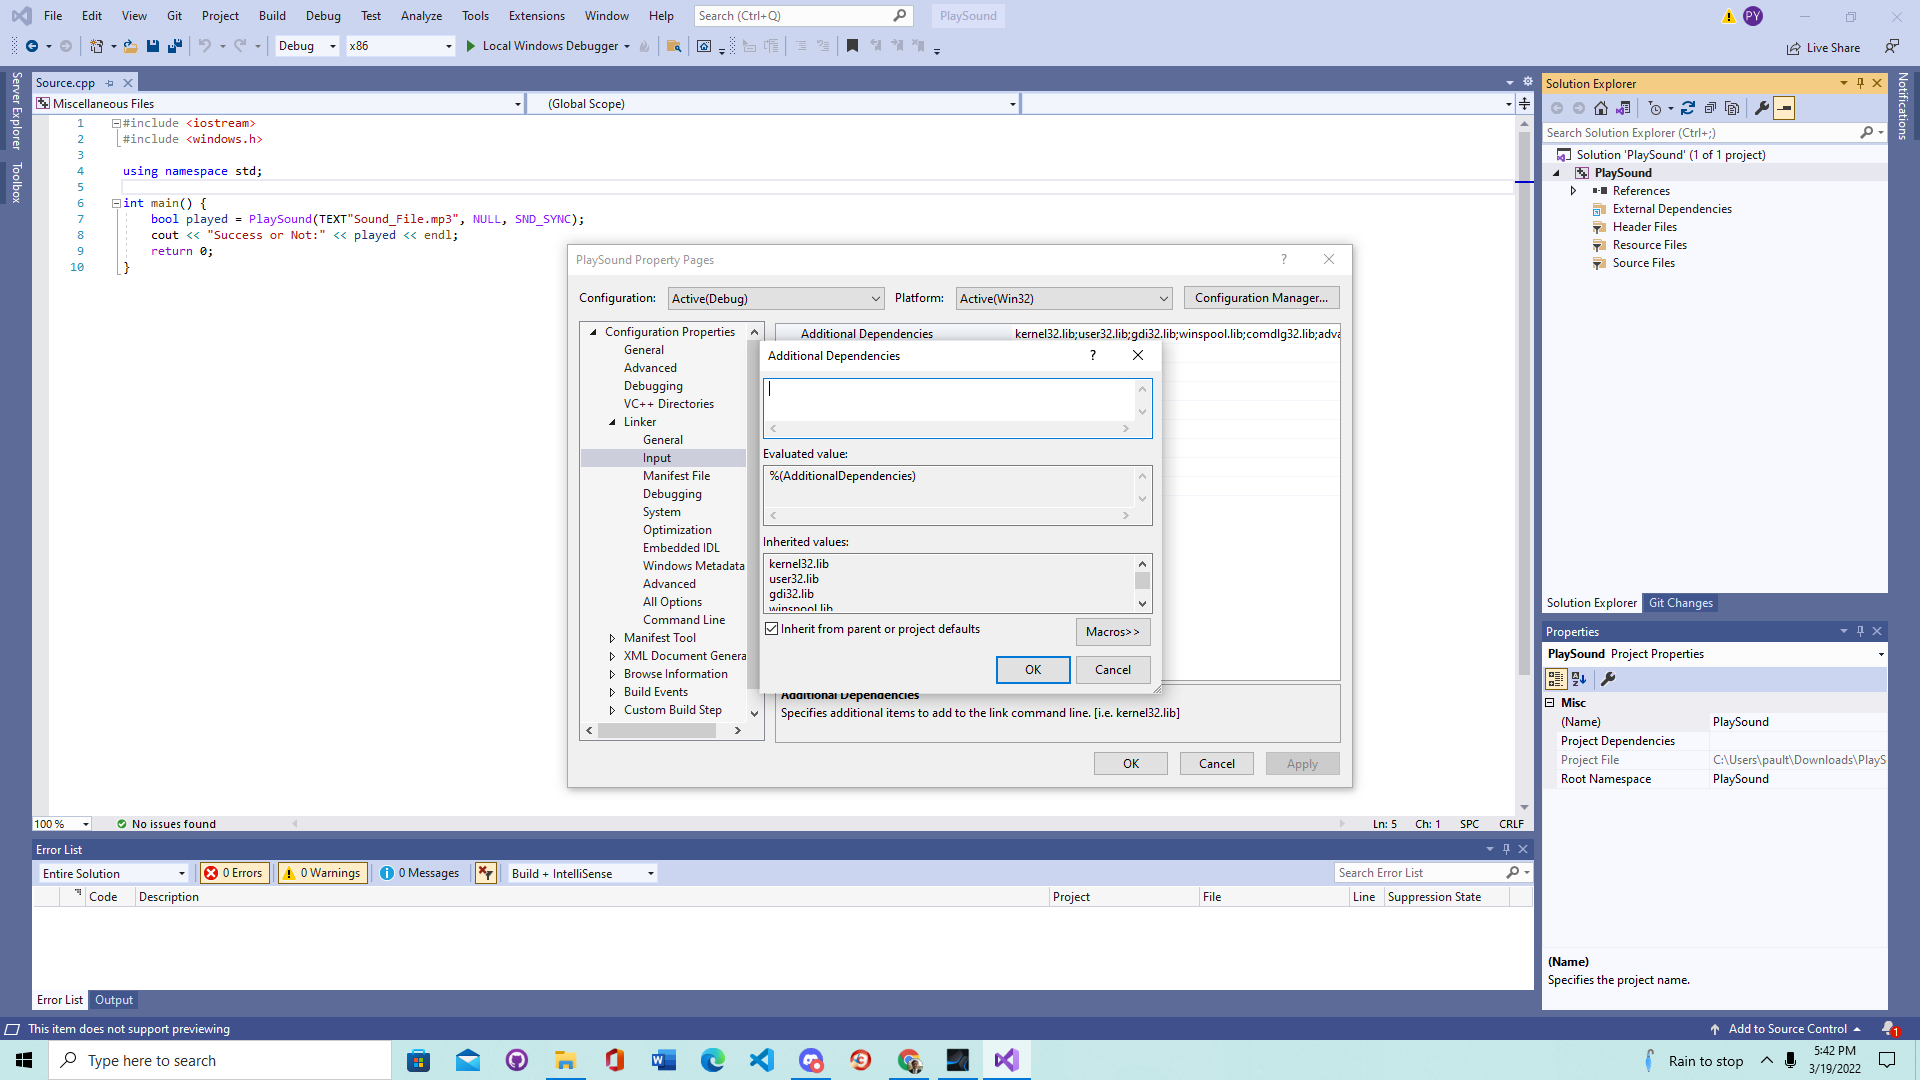 File Edit View Git Project Build Debug Test Analyze Tools Extensions Window Help Search (Ctrl+Q) PlaySound PY
Debug x86 Local Windows Debugger Live Share
Server Explorer
Toolbox
Source.cpp
Miscellaneous Files (Global Scope)
1 #include <iostream>
2 #include <windows.h>
3
4 using namespace std;
5
6 int main() {
7 bool played = PlaySound(TEXT"Sound_File.mp3", NULL, SND_SYNC);
8 cout << "Success or Not:" << played << endl;
9 return 0;
10 }
PlaySound Property Pages ?
Configuration: Active(Debug) Platform: Active(Win32) Configuration Manager...
Configuration Properties
General
Advanced
Debugging
VC++ Directories
Linker
General
Input
Manifest File
Debugging
System
Optimization
Embedded IDL
Windows Metadata
Advanced
All Options
Command Line
Manifest Tool
XML Document Genera
Browse Information
Build Events
Custom Build Step
Additional Dependencies kernel32.lib;user32.lib;gdi32.lib;winspool.lib;comdlg32.lib;adva
Additional Dependencies ?
Evaluated value:
%(AdditionalDependencies)
Inherited values:
kernel32.lib
user32.lib
gdi32.lib
winspool.lib
Inherit from parent or project defaults Macros>>
OK Cancel
Additional Dependencies
Specifies additional items to add to the link command line. [i.e. kernel32.lib]
OK Cancel Apply
100 % No issues found Ln: 5 Ch: 1 SPC CRLF
Error List
Entire Solution 0 Errors 0 Warnings 0 Messages Build + IntelliSense Search Error List
Code Description Project File Line Suppression State
Error List Output
Solution Explorer
Search Solution Explorer (Ctrl+;)
Solution 'PlaySound' (1 of 1 project)
PlaySound
References
External Dependencies
Header Files
Resource Files
Source Files
Solution Explorer Git Changes
Properties
PlaySound Project Properties
Misc
(Name) PlaySound
Project Dependencies
Project File C:\Users\pault\Downloads\PlayS
Root Namespace PlaySound
(Name)
Specifies the project name.
Notifications
This item does not support previewing Add to Source Control 1
Type here to search Rain to stop 5:42 PM
3/19/2022